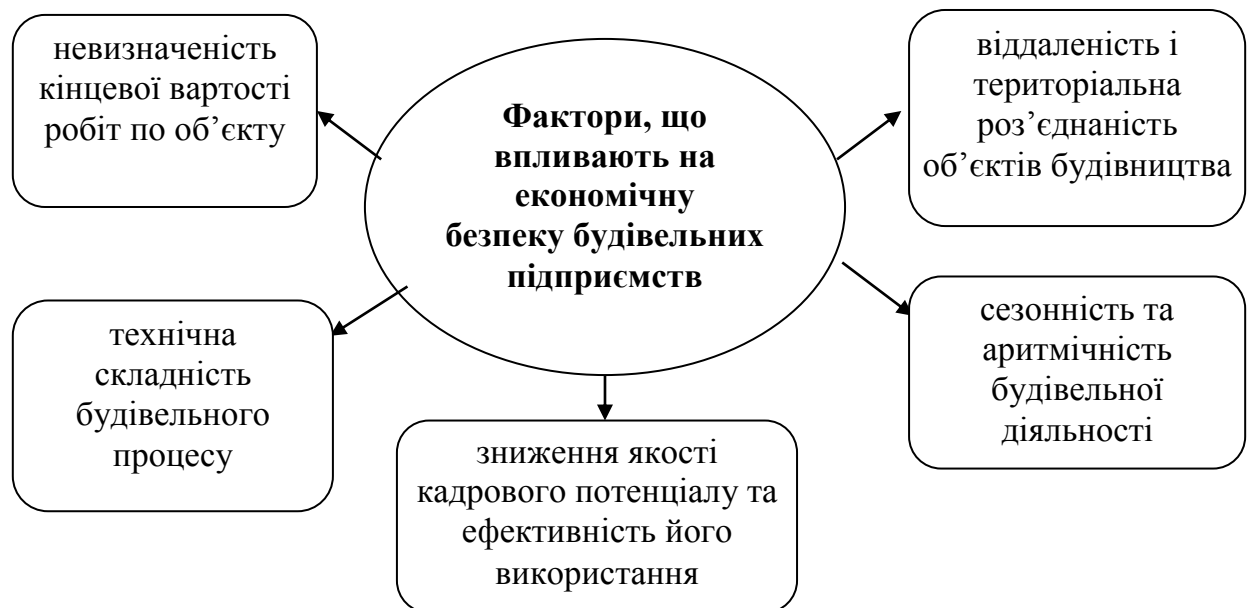 невизначеність
кінцевої вартості
робіт по об’єкту
Фактори, що
впливають на
економічну
безпеку будівельних
підприємств
віддаленість і
територіальна
роз’єднаність
об’єктів будівництва
технічна
складність
будівельного
процесу
зниження якості
кадрового потенціалу та
ефективність його
використання
сезонність та
аритмічність
будівельної
діяльності